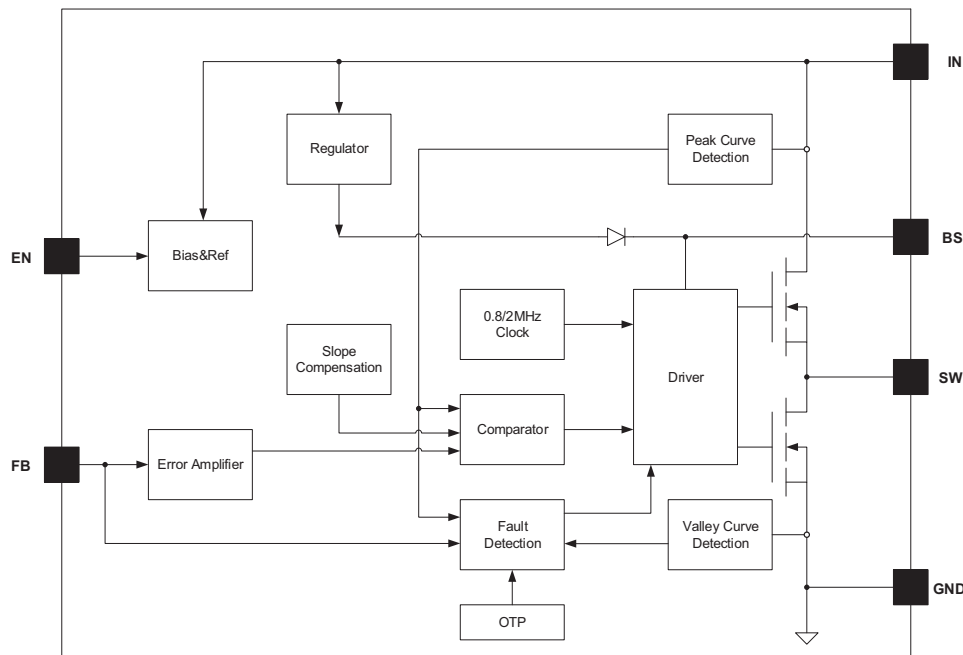 IN
Peak Curve
Detection
Regulator
BS
EN
Bias&Ref
0.8/2MHz
Clock
Slope
Compensation
Driver
SW
Comparator
FB
Error Amplifier
Fault
Detection
Valley Curve
Detection
GND
OTP